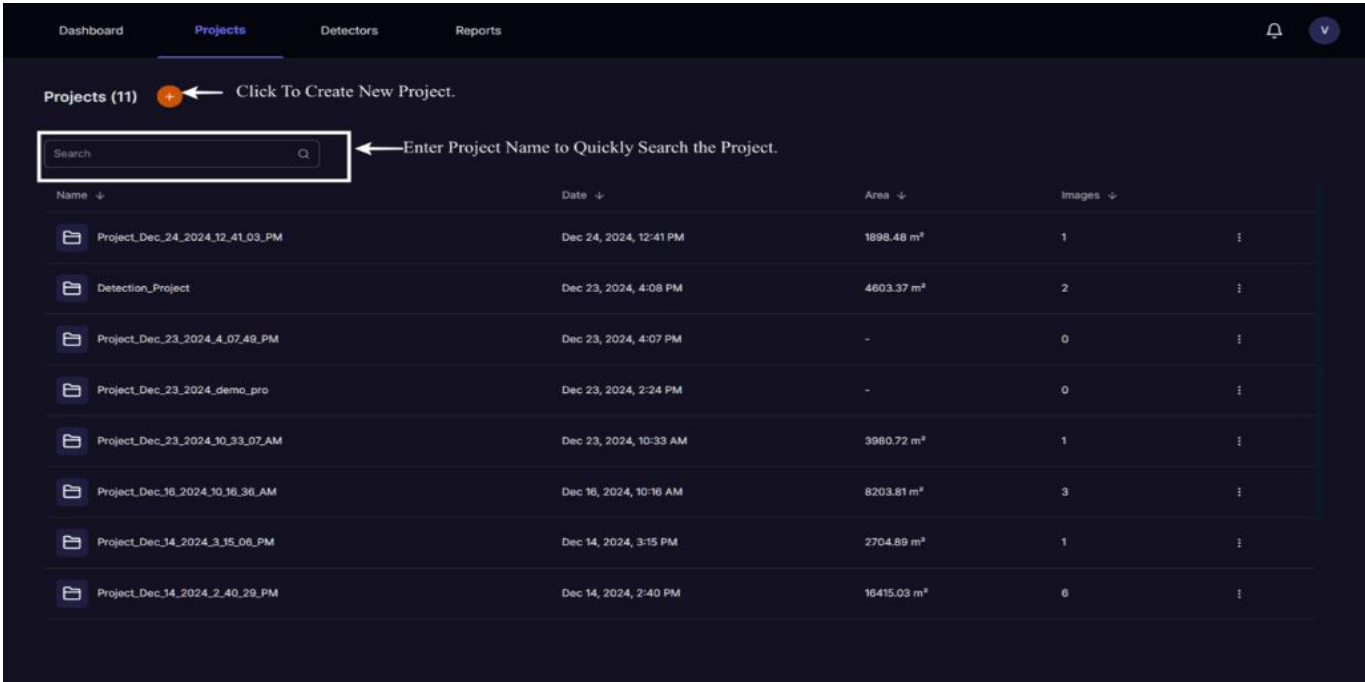 Dashboard Projects Detectors Reports V
Projects (11) + Click To Create New Project.
Search Enter Project Name to Quickly Search the Project.
Name Date Area Images
Project_Dec_24_2024_12_41_03_PM Dec 24, 2024, 12:41 PM 1898.48 m² 1
Detection_Project Dec 23, 2024, 4:08 PM 4603.37 m² 2
Project_Dec_23_2024_4_07_49_PM Dec 23, 2024, 4:07 PM - 0
Project_Dec_23_2024_demo_pro Dec 23, 2024, 2:24 PM - 0
Project_Dec_23_2024_10_33_07_AM Dec 23, 2024, 10:33 AM 3980.72 m² 1
Project_Dec_16_2024_10_16_36_AM Dec 16, 2024, 10:16 AM 8203.81 m² 3
Project_Dec_14_2024_3_15_06_PM Dec 14, 2024, 3:15 PM 2704.89 m² 1
Project_Dec_14_2024_2_40_29_PM Dec 14, 2024, 2:40 PM 16415.03 m² 6